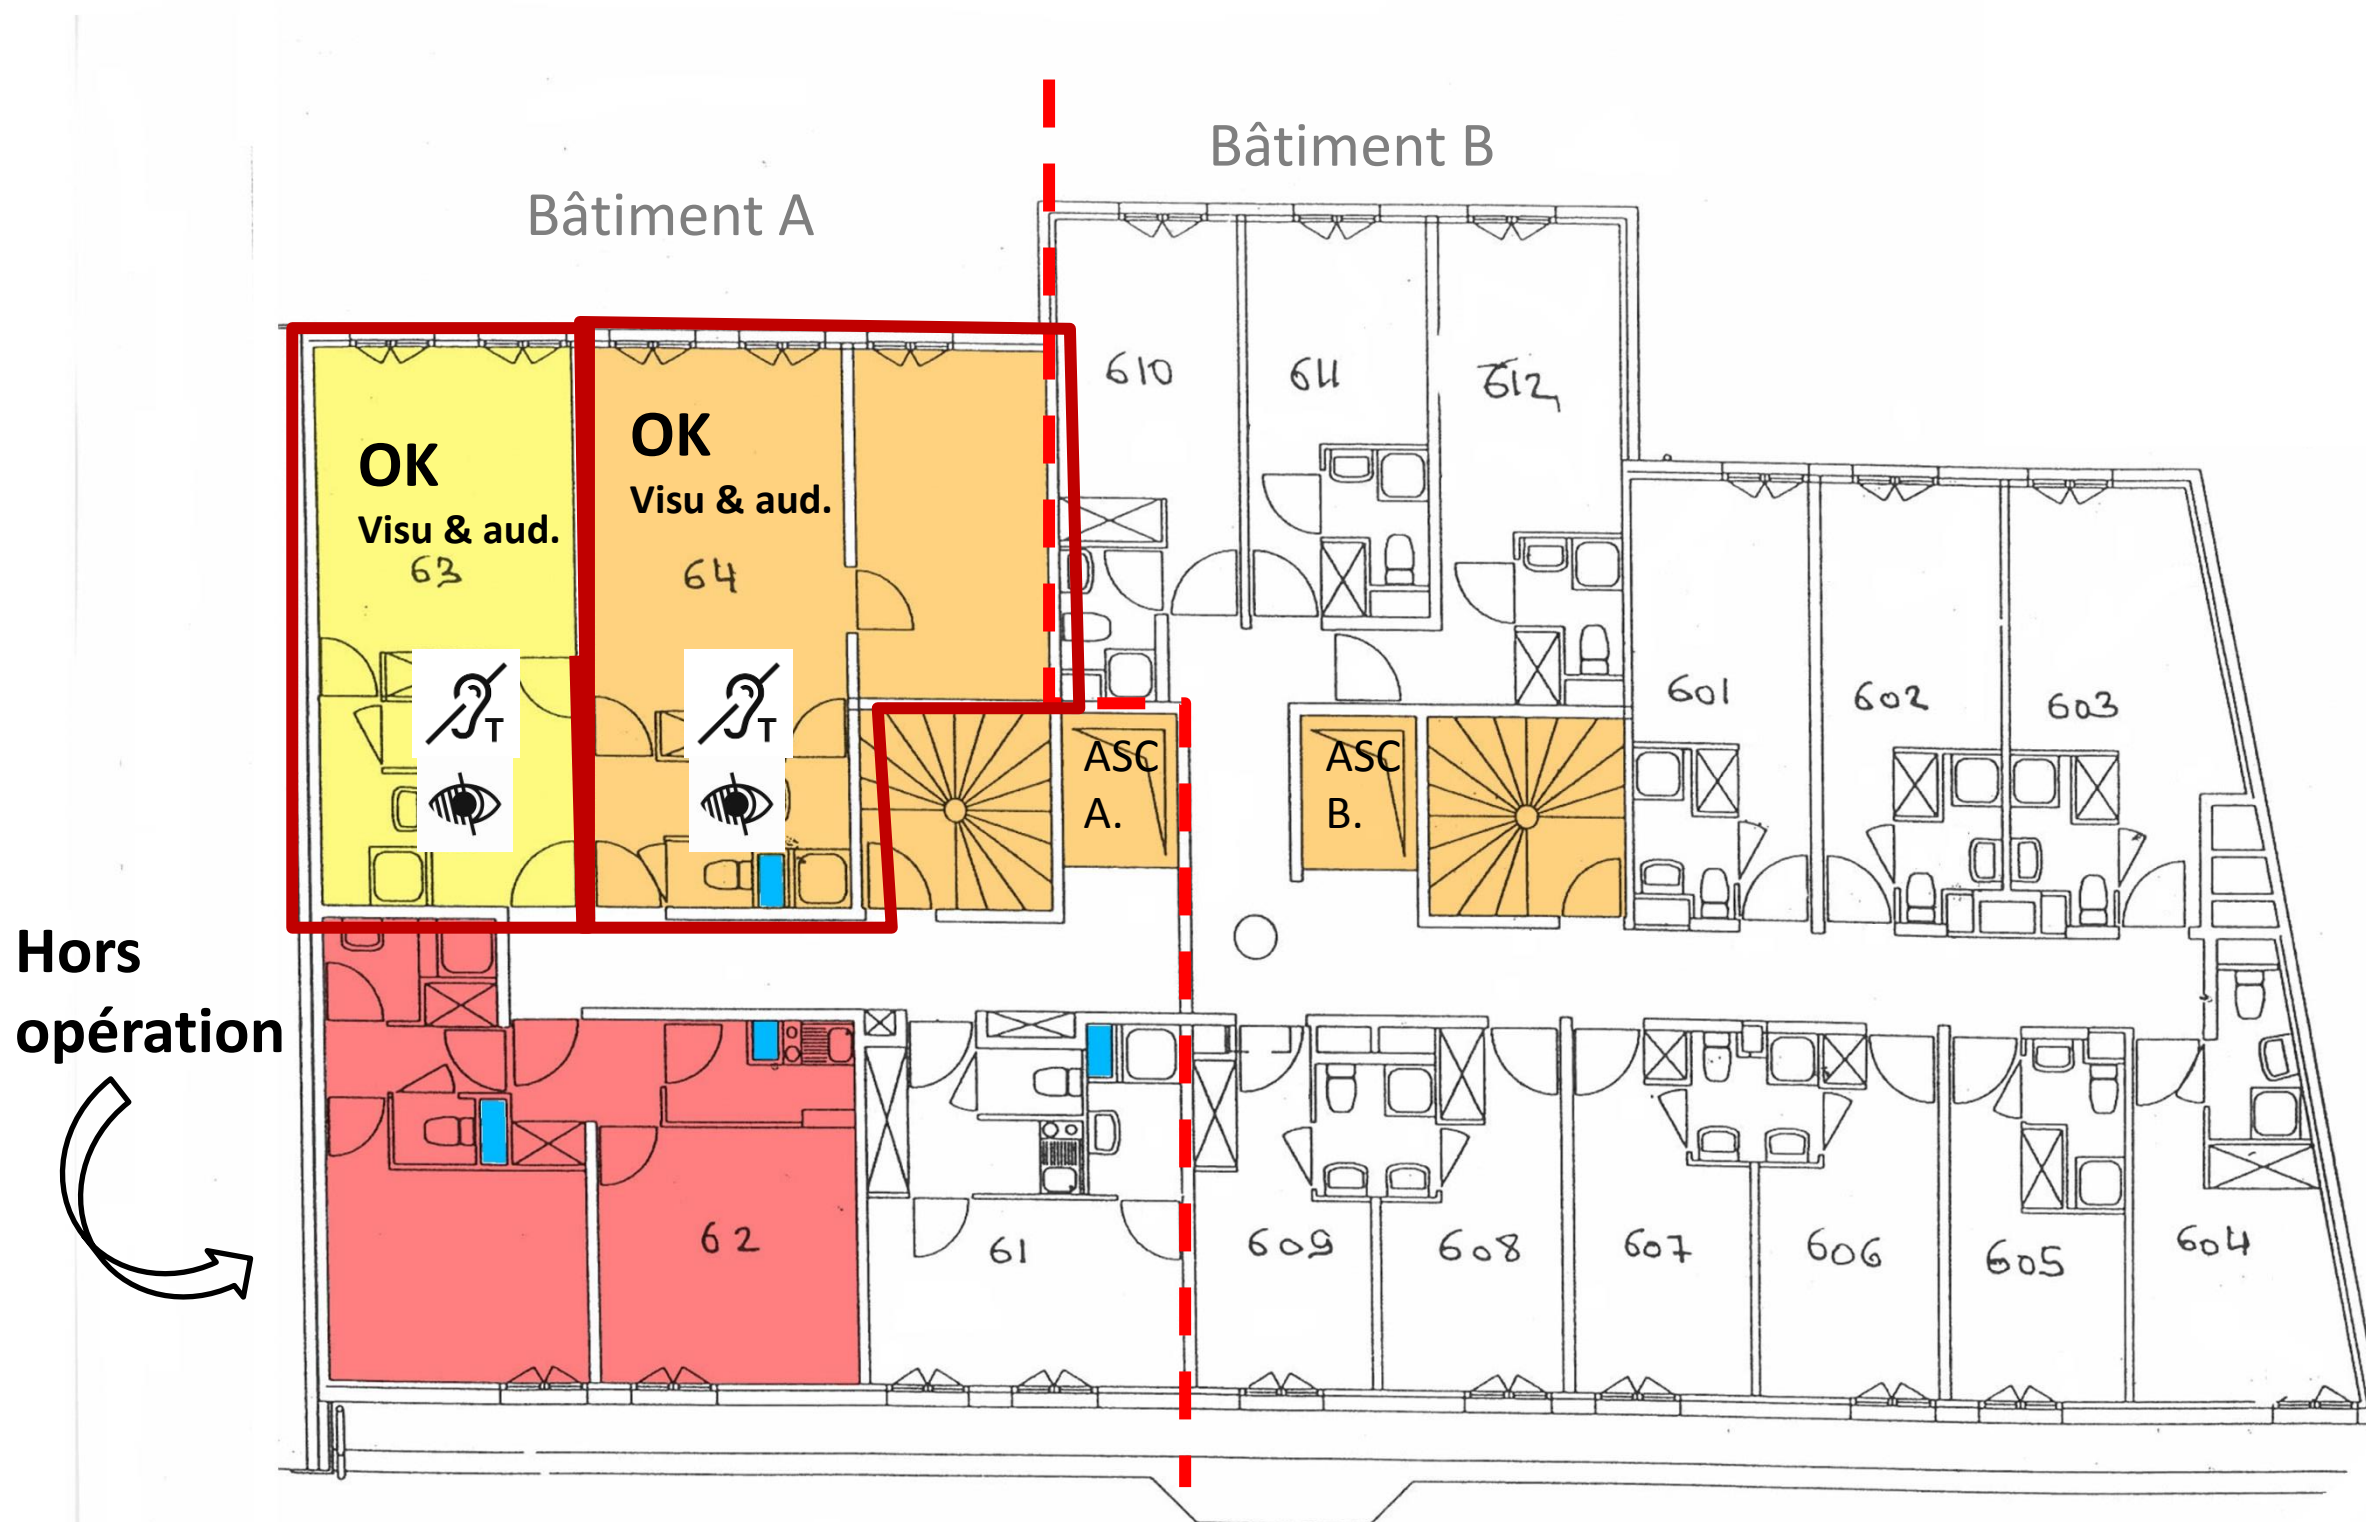 Bâtiment B
Bâtiment A
610
611
612
OK
Visu & aud.
63
OK
Visu & aud.
64
T
T
601
602
603
ASC
A.
ASC
B.
Hors
opération
62
61
609
608
607
606
605
604